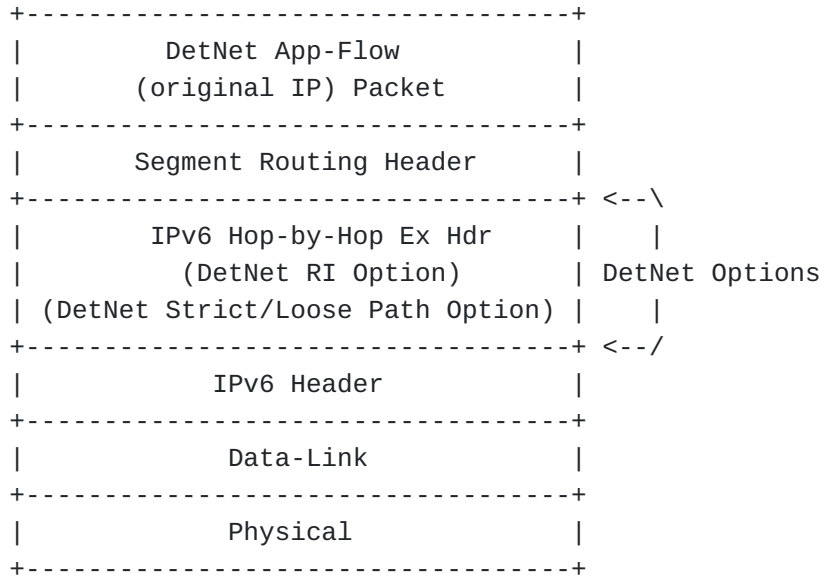 +-----------------------------------+
|          DetNet App-Flow          |
|        (original IP) Packet       |
+-----------------------------------+
|       Segment Routing Header      |
+-----------------------------------+ <--\
|        IPv6 Hop-by-Hop Ex Hdr     |    |
|          (DetNet RI Option)       | DetNet Options
| (DetNet Strict/Loose Path Option) |    |
+-----------------------------------+ <--/
|            IPv6 Header            |
+-----------------------------------+
|             Data-Link             |
+-----------------------------------+
|             Physical              |
+-----------------------------------+